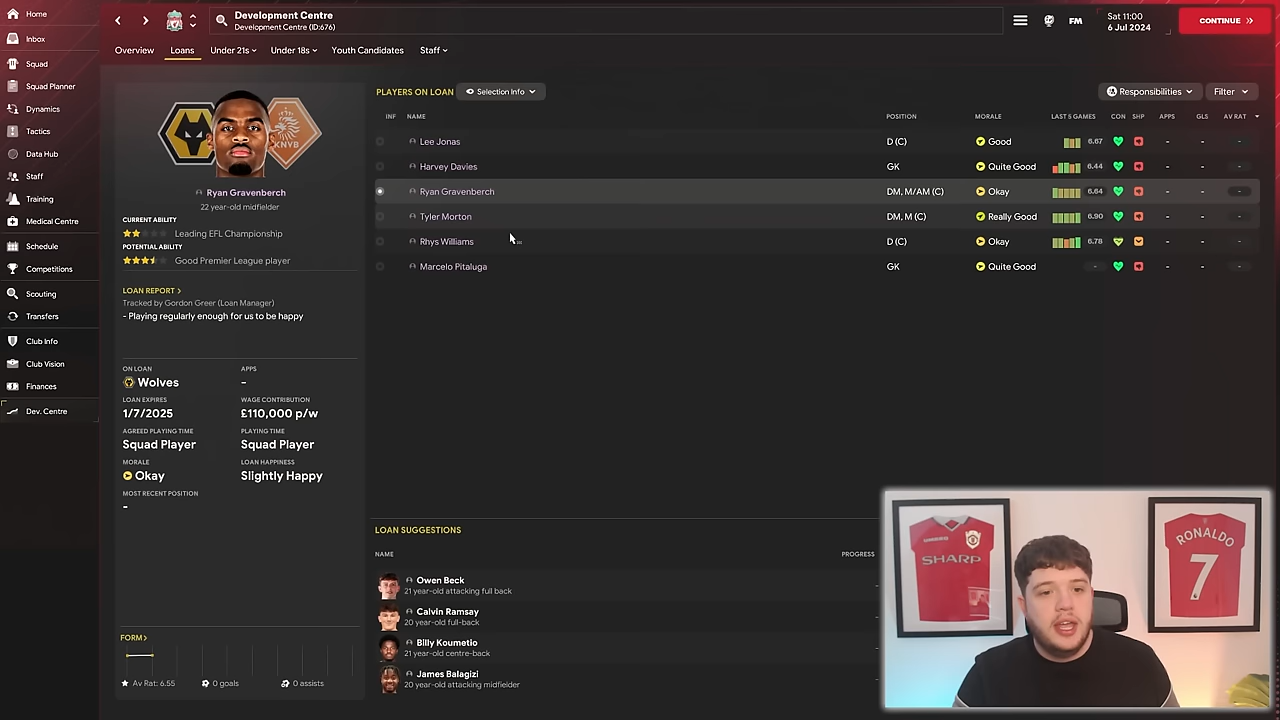 Home
Inbox
Squad
Squad Planner
Dynamics
Tactics
Data Hub
Staff
Training
Medical Centre
Schedule
Competitions
Scouting
Transfers
Club Info
Club Vision
Finances
Dev. Centre
Development Centre
Development Centre (ID:676)
FM
Sat 11:00
6 Jul 2024
CONTINUE
Overview Loans Under 21s Under 18s Youth Candidates Staff
KNVB
Ryan Gravenberch
22 year-old midfielder
CURRENT ABILITY
Leading EFL Championship
POTENTIAL ABILITY
Good Premier League player
LOAN REPORT >
Tracked by Gordon Greer (Loan Manager)
- Playing regularly enough for us to be happy
ON LOAN APPS
Wolves -
LOAN EXPIRES WAGE CONTRIBUTION
1/7/2025 £110,000 p/w
AGREED PLAYING TIME PLAYING TIME
Squad Player Squad Player
MORALE LOAN HAPPINESS
Okay Slightly Happy
MOST RECENT POSITION
-
FORM >
Av Rat: 6.55 0 goals 0 assists
PLAYERS ON LOAN Selection Info Responsibilities Filter
INF NAME POSITION MORALE LAST 5 GAMES CON SHP APPS GLS AV RAT
Lee Jonas D (C) Good 6.67 - - -
Harvey Davies GK Quite Good 6.44 - - -
Ryan Gravenberch DM, M/AM (C) Okay 6.64 - - -
Tyler Morton DM, M (C) Really Good 6.90 - - -
Rhys Williams D (C) Okay 6.78 - - -
Marcelo Pitaluga GK Quite Good - - - -
LOAN SUGGESTIONS
NAME PROGRESS
Owen Beck
21 year-old attacking full back
Calvin Ramsay
20 year-old full-back
Billy Koumetio
21 year-old centre-back
James Balagizi
20 year-old attacking midfielder
SHARP
RONALDO
7